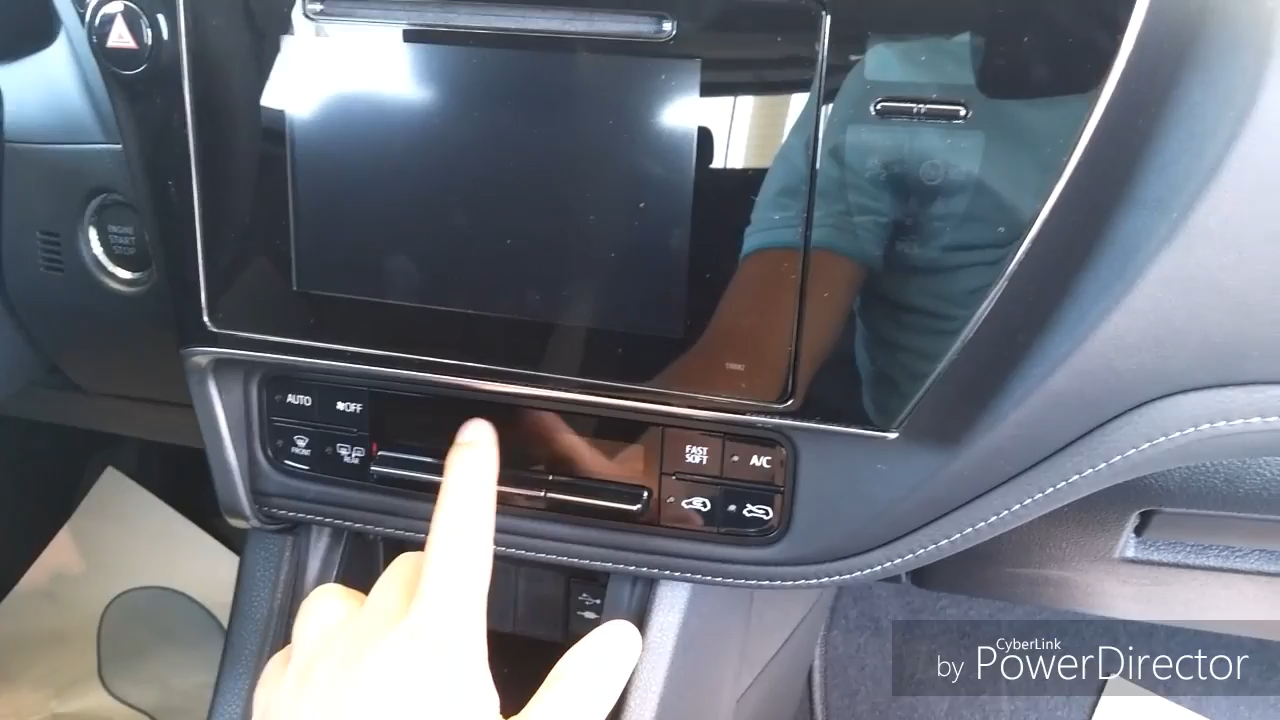 ENGINE
START
STOP
AUTO
OFF
FRONT
REAR
FAST
SOFT
A/C
CyberLink
by PowerDirector